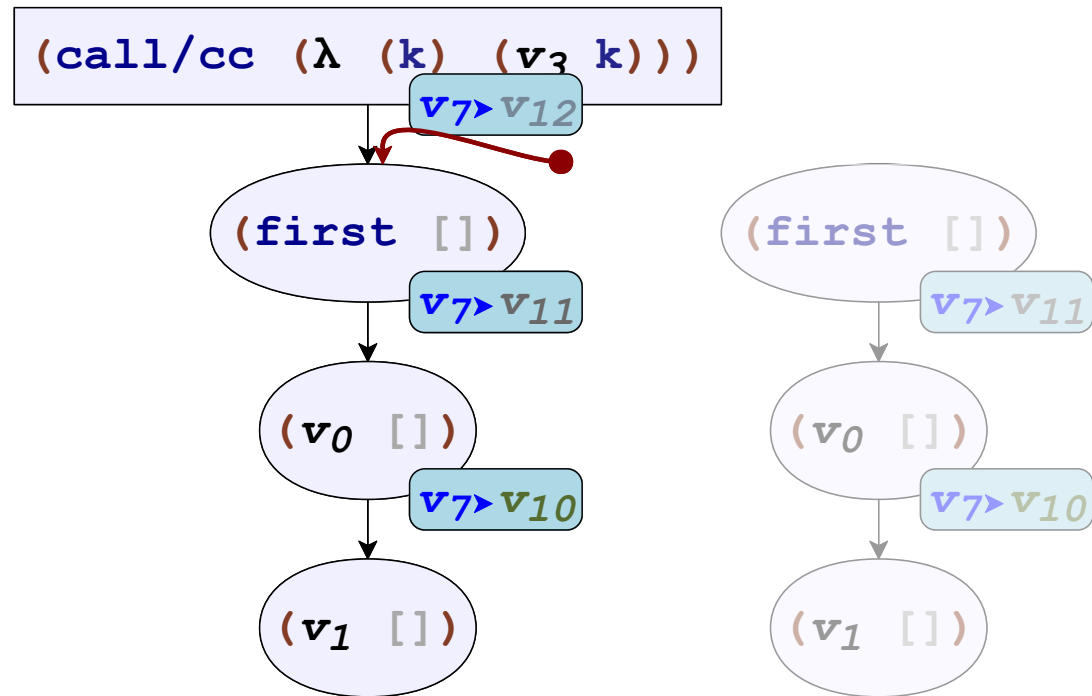 (call/cc (λ (k) (v3 k)))
v7➤v12
(first []) (first [])
v7➤v11 v7➤v11
(v0 []) (v0 [])
v7➤v10 v7➤v10
(v1 []) (v1 [])